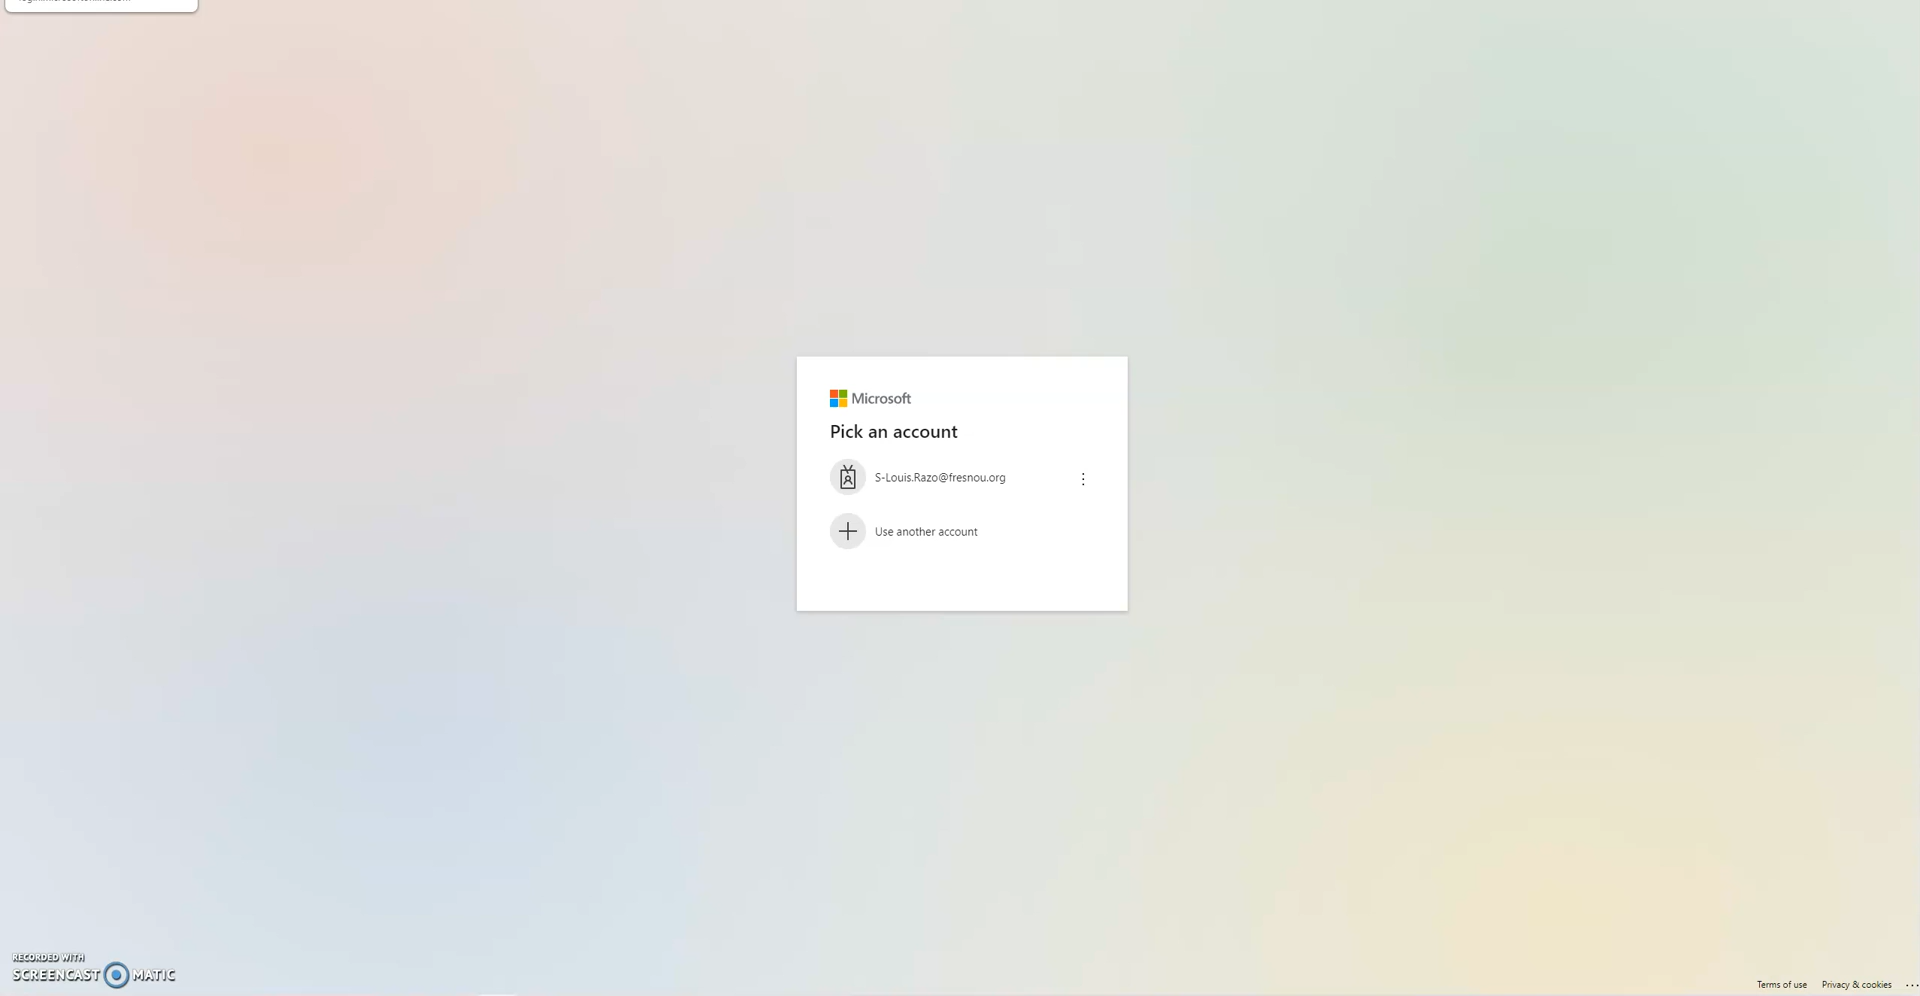 Microsoft
Pick an account
S-Louis.Razo@fresnou.org
Use another account
RECORDED WITH
SCREENCAST MATIC
Terms of use Privacy & cookies ...